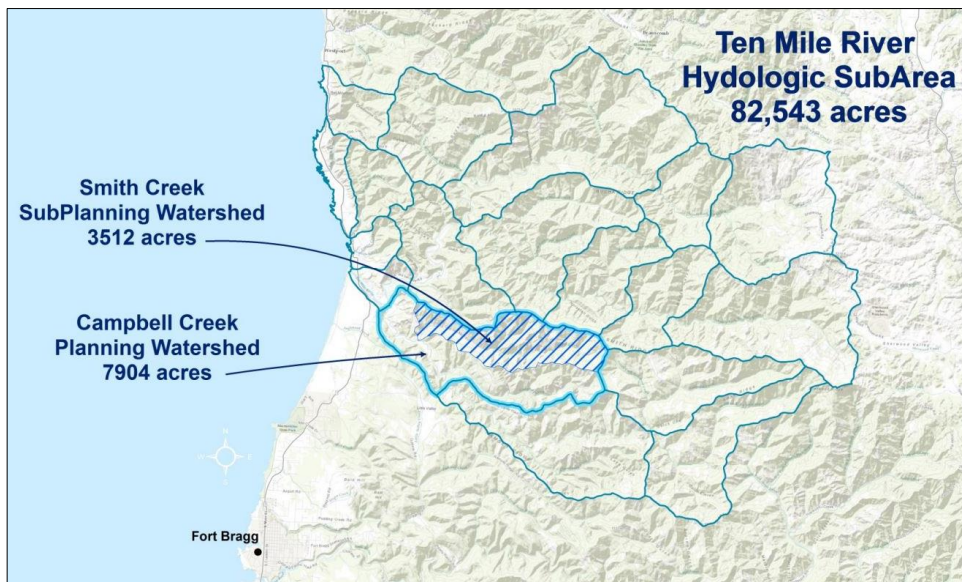 Ten Mile River
Hydologic SubArea
82,543 acres
Smith Creek
SubPlanning Watershed
3512 acres
Campbell Creek
Planning Watershed
7904 acres
Fort Bragg